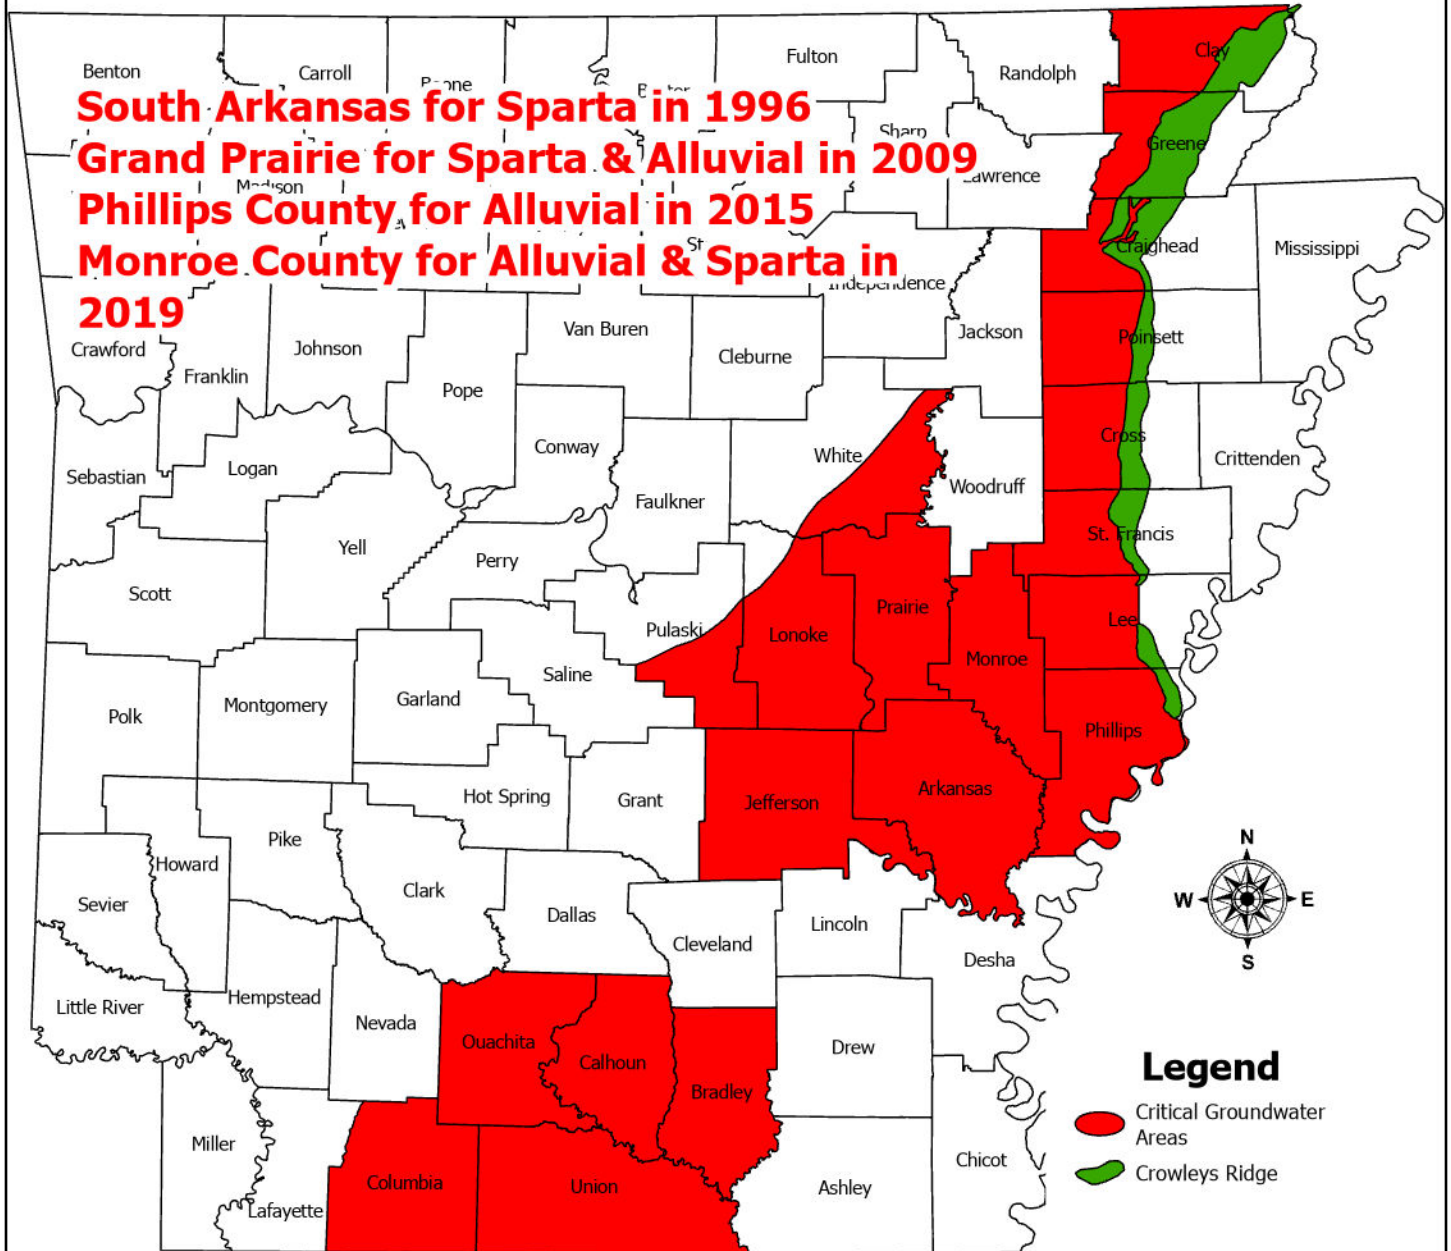 South Arkansas for Sparta in 1996
Grand Prairie for Sparta & Alluvial in 2009
Phillips County for Alluvial in 2015
Monroe County for Alluvial & Sparta in
2019
Benton
Carroll
Boone
Fulton
Randolph
Clay
Sharp
Greene
Lawrence
Madison
Craighead
Mississippi
Independence
Jackson
Van Buren
Cleburne
Poinsett
Crawford
Franklin
Johnson
Pope
Conway
White
Cross
Crittenden
Sebastian
Logan
Faulkner
Woodruff
St. Francis
Yell
Perry
Scott
Pulaski
Lonoke
Prairie
Lee
Monroe
Saline
Garland
Montgomery
Polk
Phillips
Hot Spring
Grant
Jefferson
Arkansas
Pike
Howard
Clark
Sevier
Dallas
Cleveland
Lincoln
Desha
N
W
E
S
Little River
Hempstead
Nevada
Ouachita
Calhoun
Bradley
Drew
Miller
Lafayette
Columbia
Union
Ashley
Chicot
Legend
Critical Groundwater
Areas
Crowleys Ridge